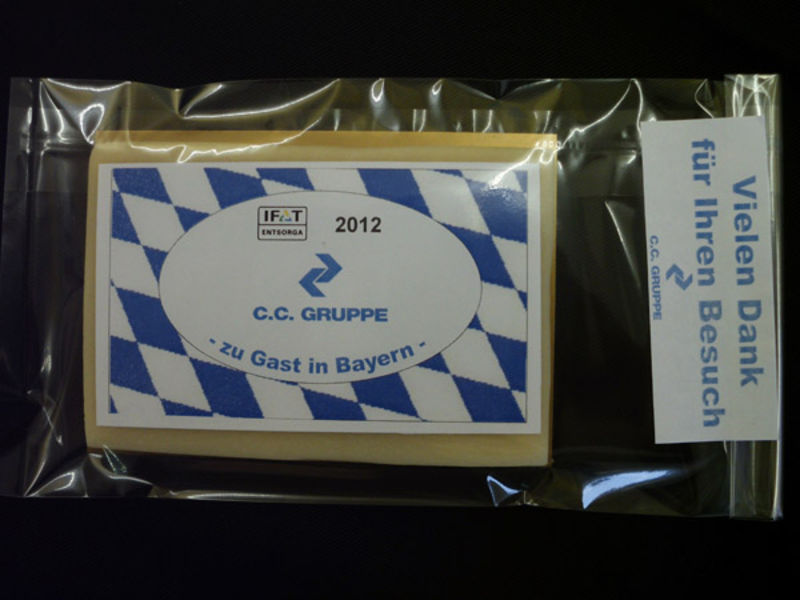 IFAT
ENTSORGA
2012
C.C. GRUPPE
- zu Gast in Bayern -
Vielen Dank
für Ihren Besuch
C.C. GRUPPE